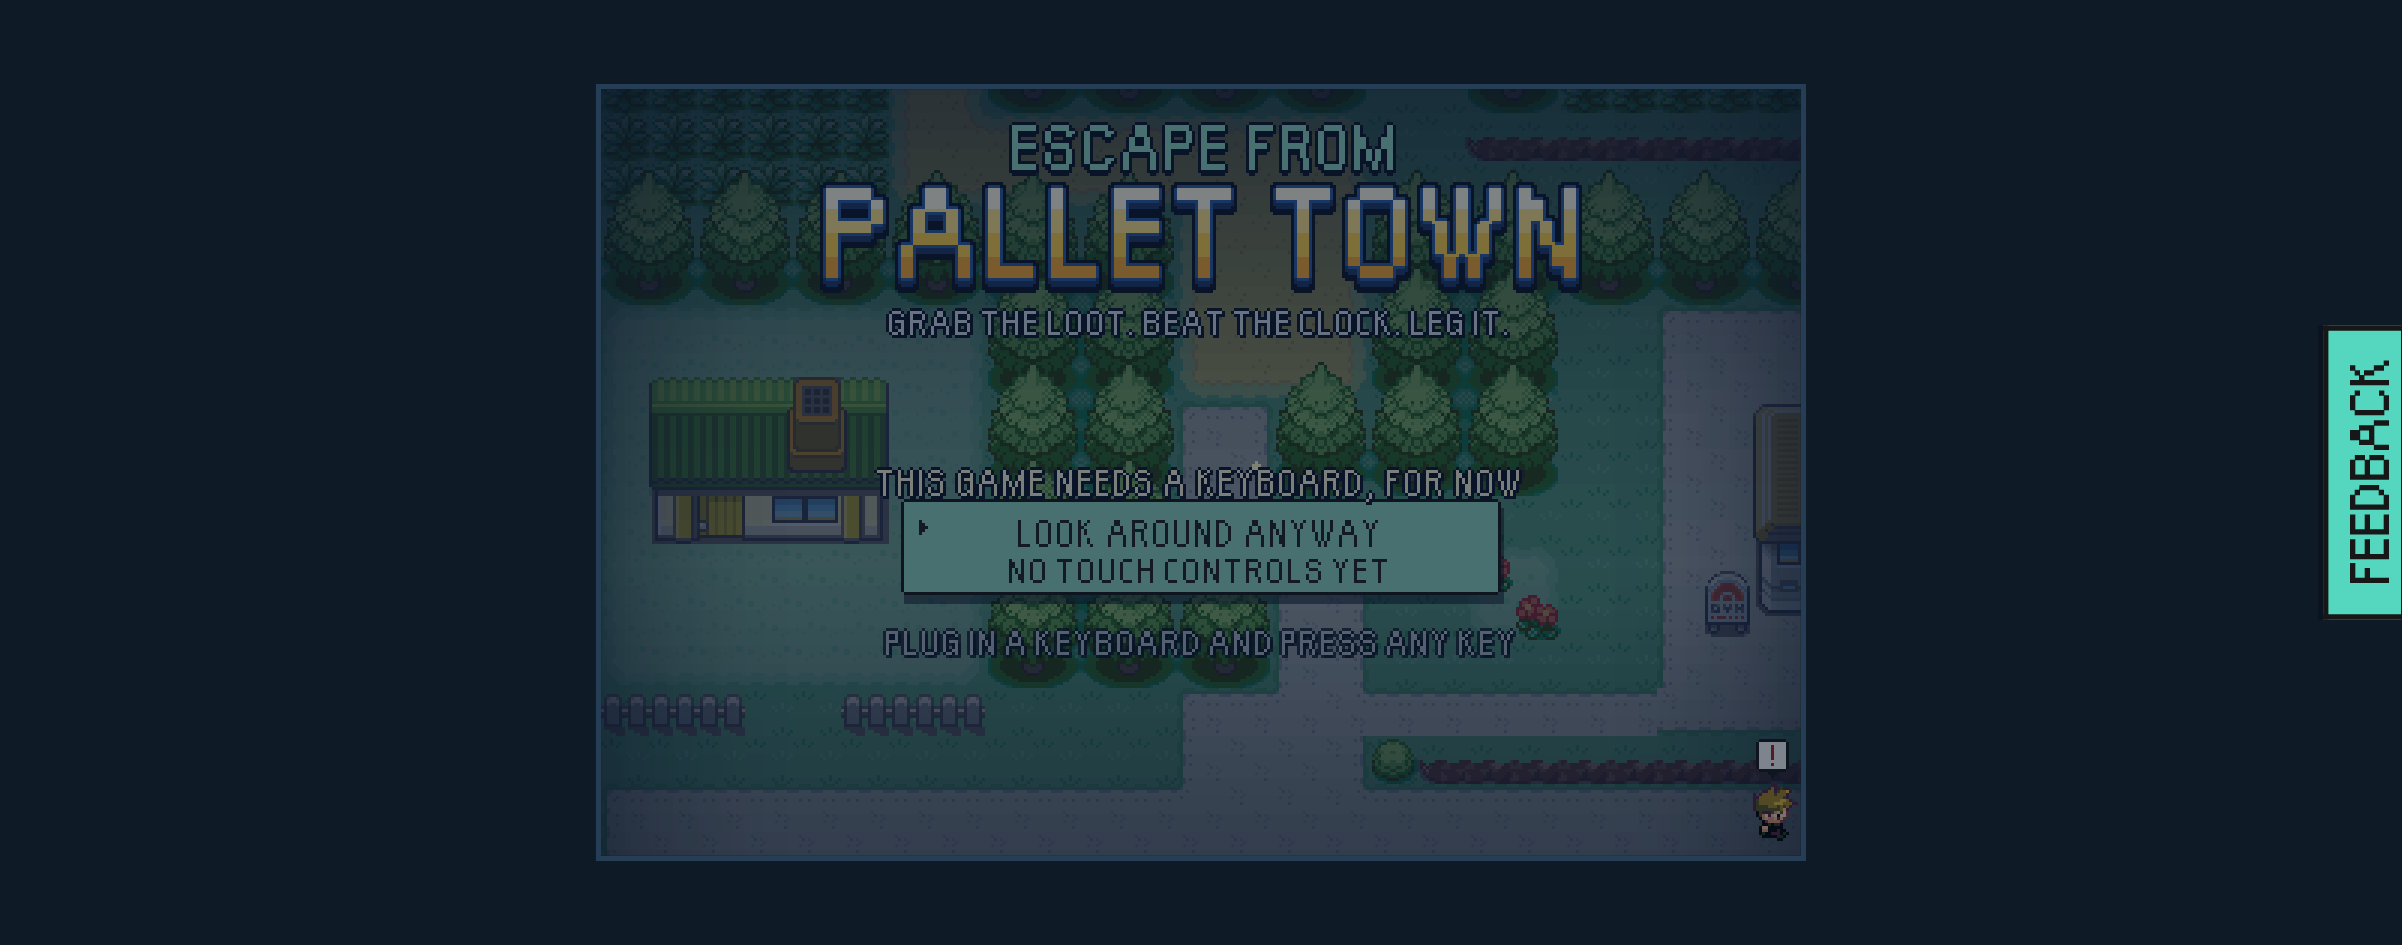 ESCAPE FROM
PALLET TOWN
GRAB THE LOOT. BEAT THE CLOCK. LEG IT.
THIS GAME NEEDS A KEYBOARD, FOR NOW
LOOK AROUND ANYWAY
NO TOUCH CONTROLS YET
PLUG IN A KEYBOARD AND PRESS ANY KEY
GYM
!
FEEDBACK